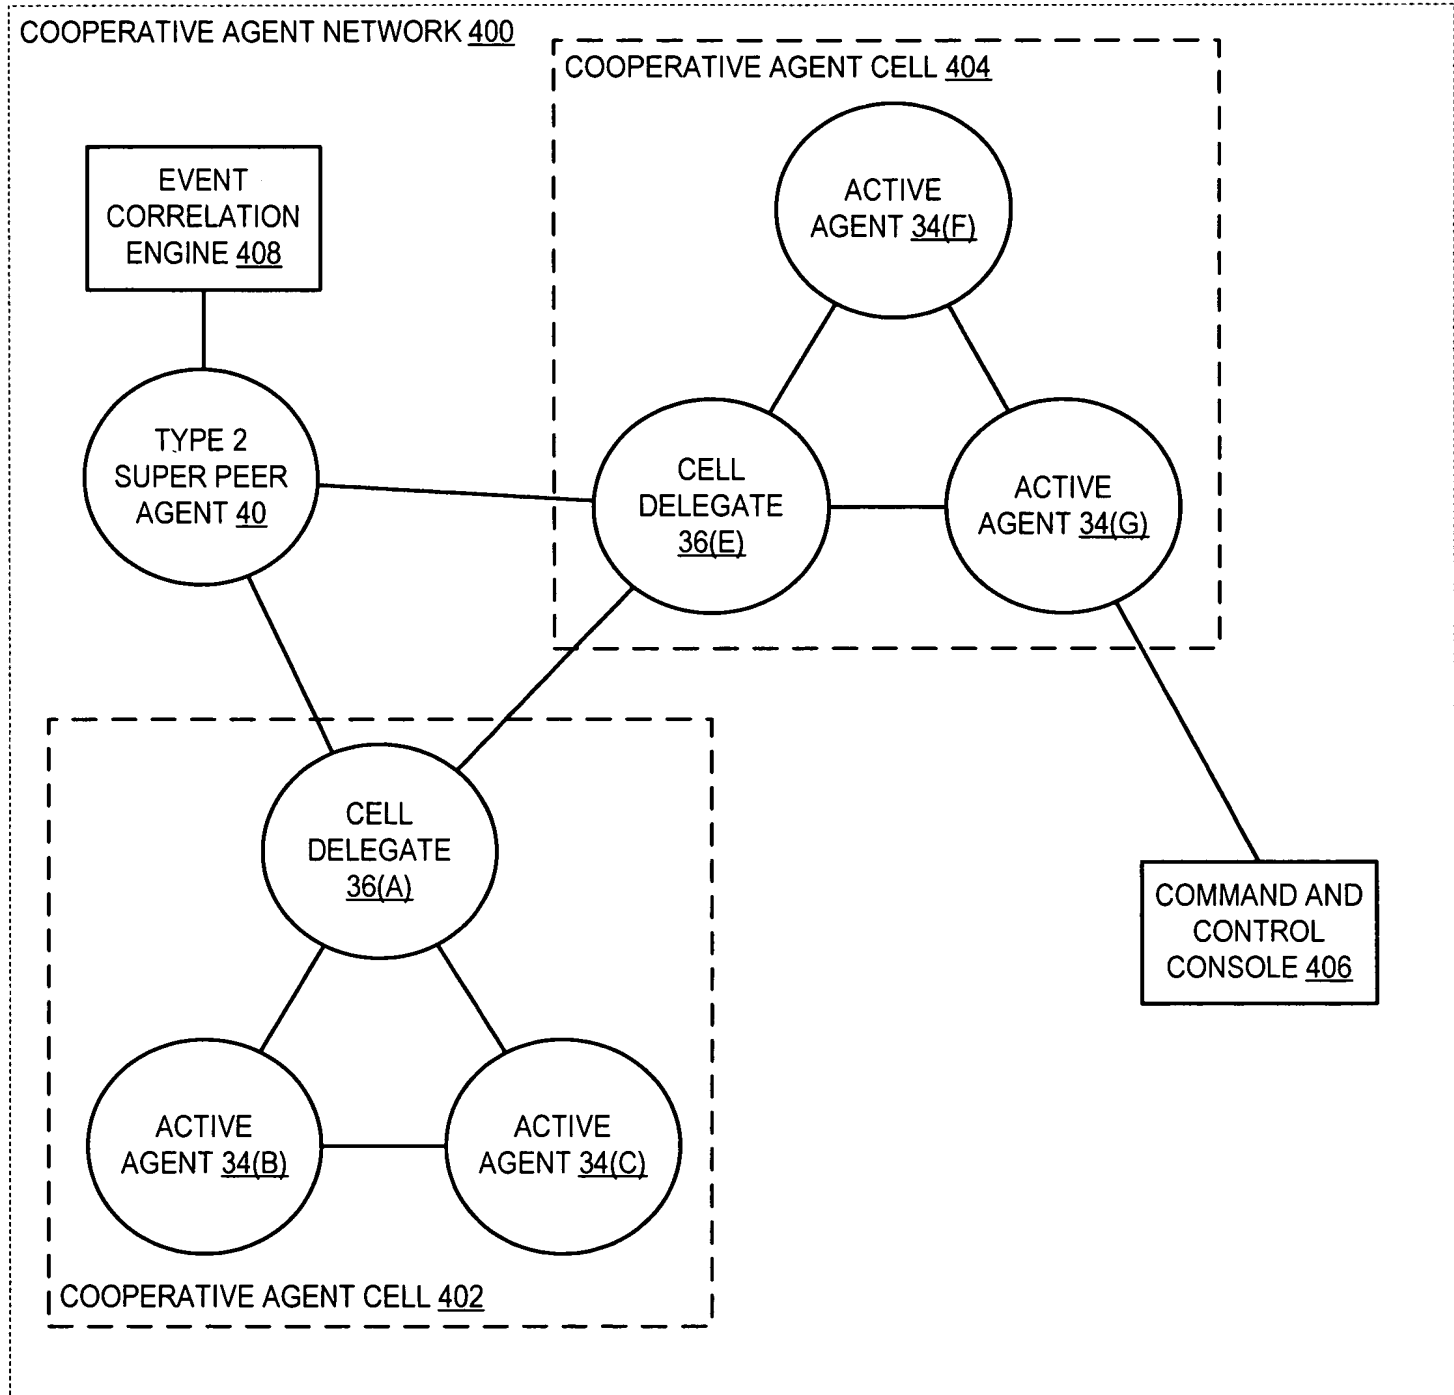 COOPERATIVE AGENT NETWORK 400
COOPERATIVE AGENT CELL 404
EVENT
CORRELATION
ENGINE 408
ACTIVE
AGENT 34(F)
TYPE 2
SUPER PEER
AGENT 40
CELL
DELEGATE
36(E)
ACTIVE
AGENT 34(G)
CELL
DELEGATE
36(A)
COMMAND AND
CONTROL
CONSOLE 406
ACTIVE
AGENT 34(B)
ACTIVE
AGENT 34(C)
COOPERATIVE AGENT CELL 402